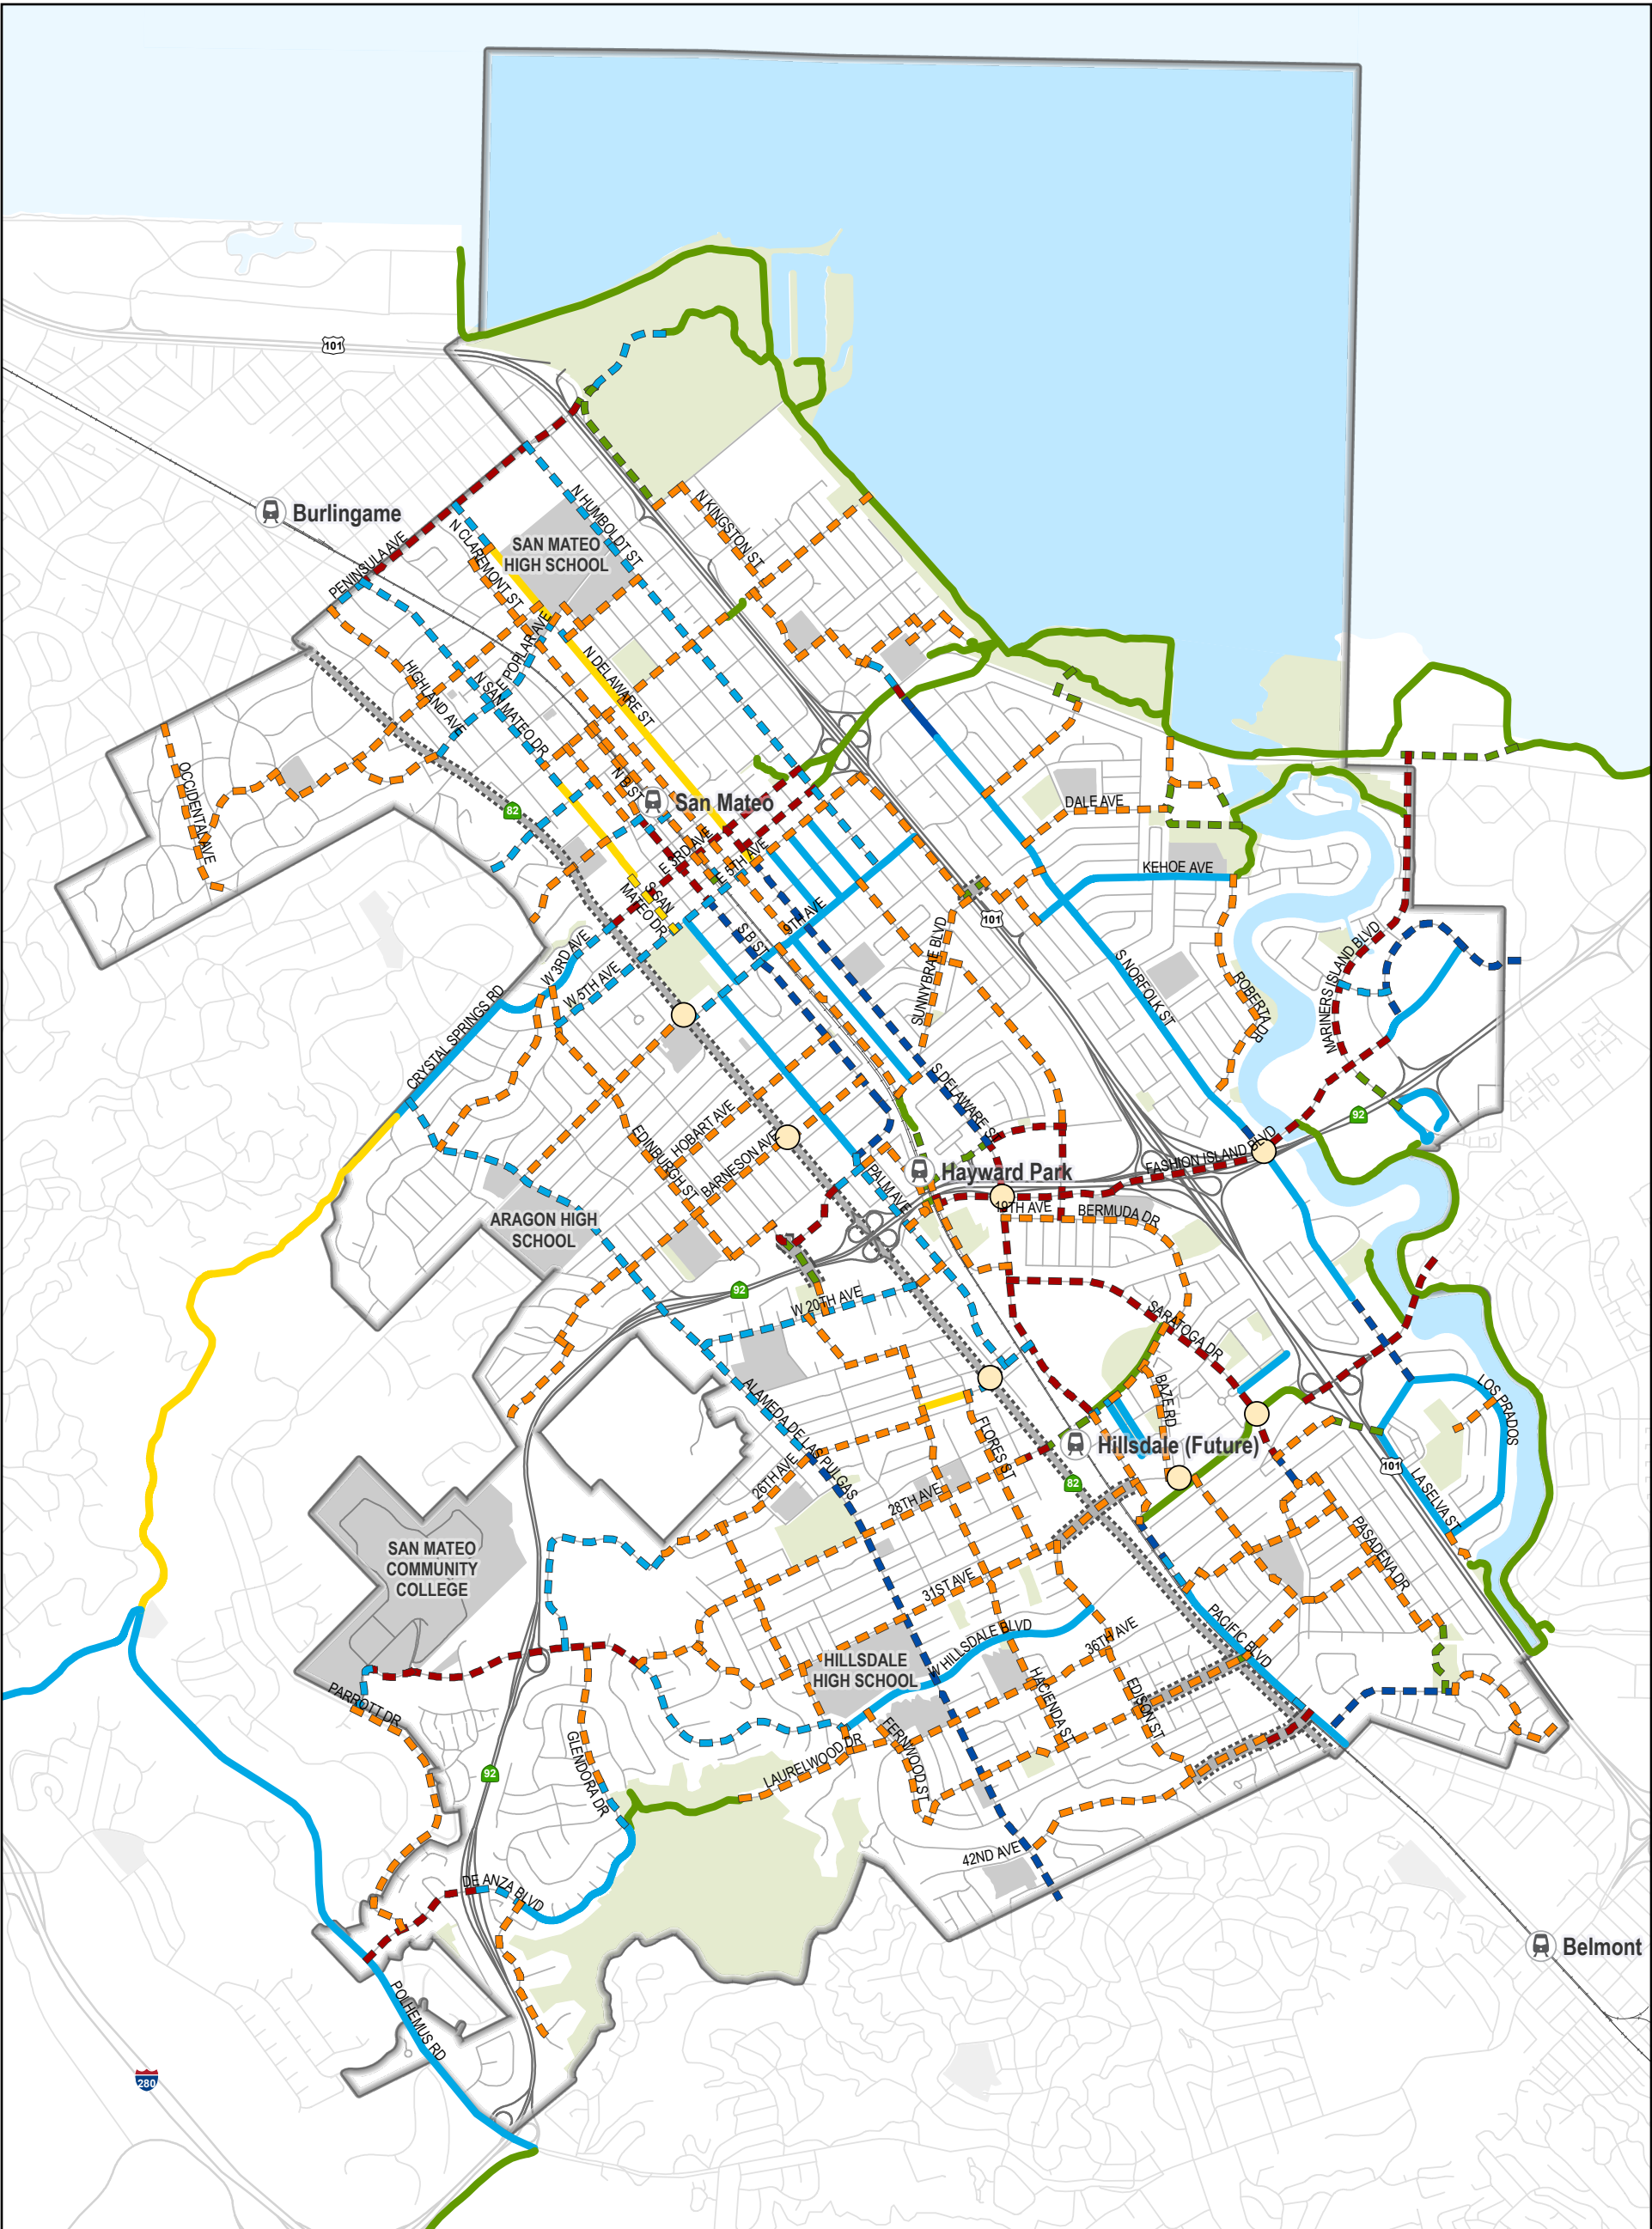 101
Burlingame
PENINSULA AVE
N CLAREMONT ST
SAN MATEO
HIGH SCHOOL
N HUMBOLDT ST
N KINGSTON ST
E POPLAR AVE
HIGHLAND AVE
N SAN MATEO DR
N DELAWARE ST
OCCIDENTAL AVE
82
N B ST
San Mateo
DALE AVE
E 3RD AVE
E 5TH AVE
KEHOE AVE
S SAN
MATEO DR
9TH AVE
101
S B ST
W 3RD AVE
W 5TH AVE
SUNNYBRAE BLVD
S NORFOLK ST
ROBERTA DR
MARINERS ISLAND BLVD
CRYSTAL SPRINGS RD
S DELAWARE ST
92
EDINBURGH ST
HOBART AVE
BARNESON AVE
PALM AVE
Hayward Park
FASHION ISLAND BLVD
19TH AVE
BERMUDA DR
ARAGON HIGH
SCHOOL
92
W 20TH AVE
SARATOGA DR
ALAMEDA DE LAS PULGAS
BAZE RD
LOS PRADOS
FLORES ST
Hillsdale (Future)
101
82
26TH AVE
28TH AVE
LA SELVA ST
PASADENA DR
SAN MATEO
COMMUNITY
COLLEGE
31ST AVE
W HILLSDALE BLVD
36TH AVE
PACIFIC BLVD
HILLSDALE
HIGH SCHOOL
HACIENDA ST
EDISON ST
PARROTT DR
GLENDORA DR
FERNWOOD ST
LAURELWOOD DR
92
42ND AVE
DE ANZA BLVD
Belmont
POLHEMUS RD
280